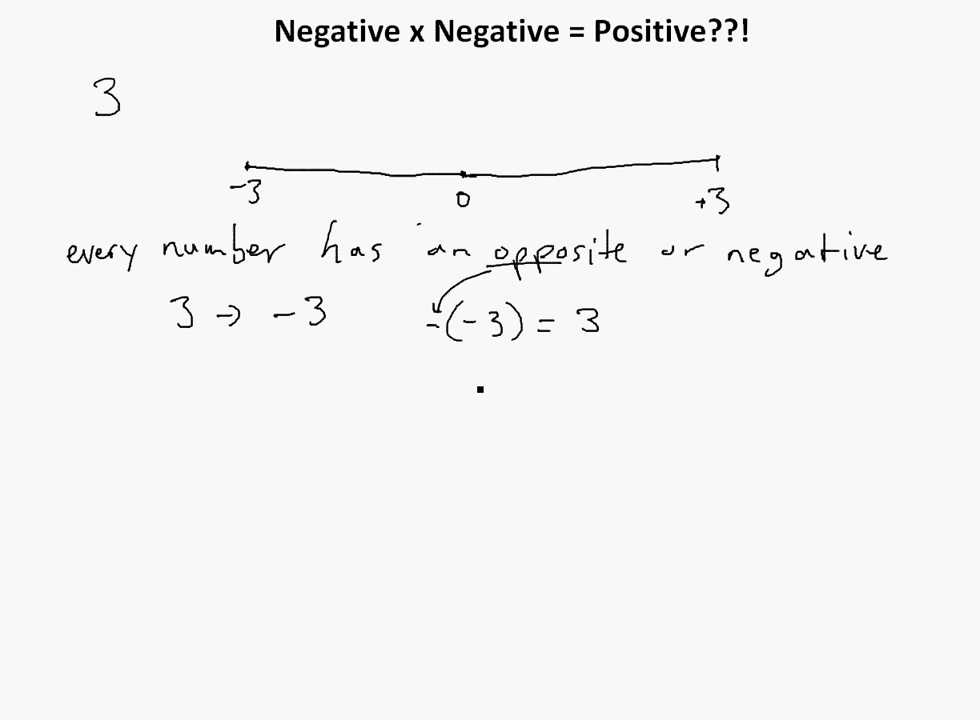 Negative x Negative = Positive??!
3
-3 0 +3
every number has an opposite or negative
3 → -3 -(-3) = 3